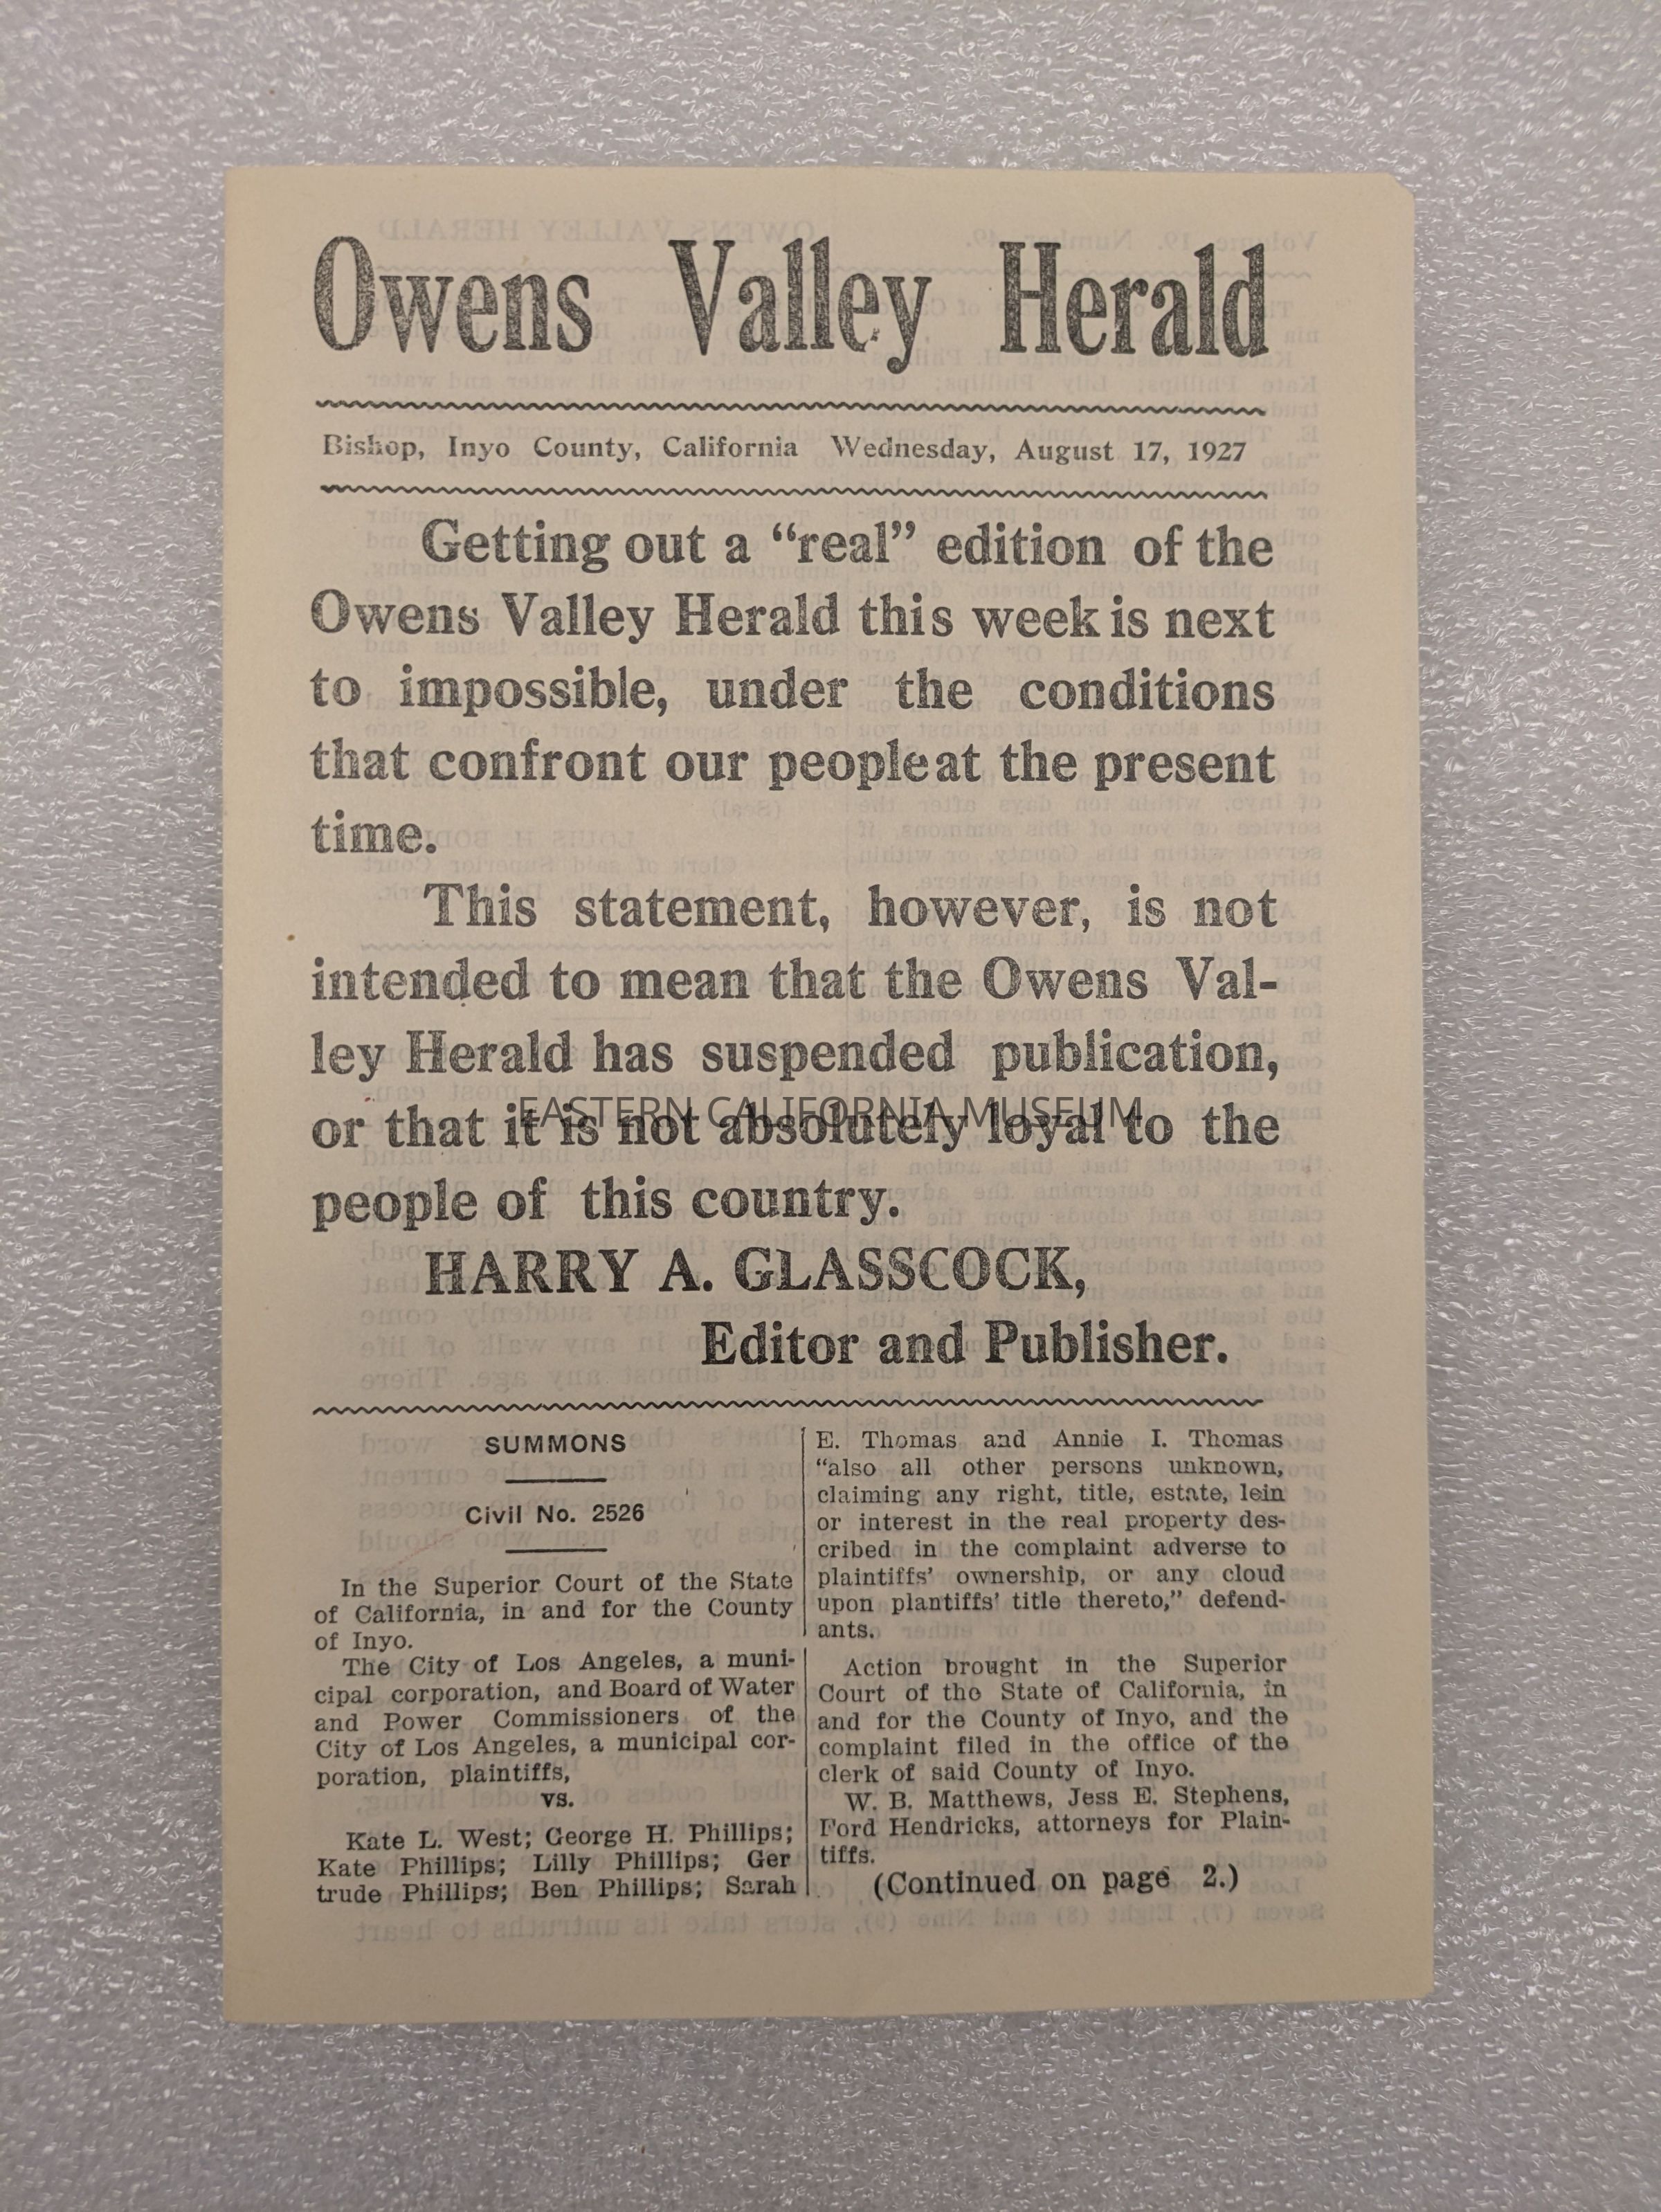 Owens Valley Herald
Bishop, Inyo County, California Wednesday, August 17, 1927
Getting out a “real” edition of the
Owens Valley Herald this week is next
to impossible, under the conditions
that confront our people at the present
time.
This statement, however, is not
intended to mean that the Owens Val-
ley Herald has suspended publication,
or that it is not absolutely loyal to the
people of this country.
HARRY A. GLASSCOCK,
Editor and Publisher.
EASTERN CALIFORNIA MUSEUM
SUMMONS
Civil No. 2526
In the Superior Court of the State
of California, in and for the County
of Inyo.
The City of Los Angeles, a muni-
cipal corporation, and Board of Water
and Power Commissioners of the
City of Los Angeles, a municipal cor-
poration, plaintiffs,
vs.
Kate L. West; George H. Phillips;
Kate Phillips; Lilly Phillips; Ger
trude Phillips; Ben Phillips; Sarah
E. Thomas and Annie I. Thomas
“also all other persons unknown,
claiming any right, title, estate, lein
or interest in the real property des-
cribed in the complaint adverse to
plaintiffs’ ownership, or any cloud
upon plantiffs’ title thereto,” defend-
ants.
Action brought in the Superior
Court of the State of California, in
and for the County of Inyo, and the
complaint filed in the office of the
clerk of said County of Inyo.
W. B. Matthews, Jess E. Stephens,
Ford Hendricks, attorneys for Plain-
tiffs.
(Continued on page 2.)